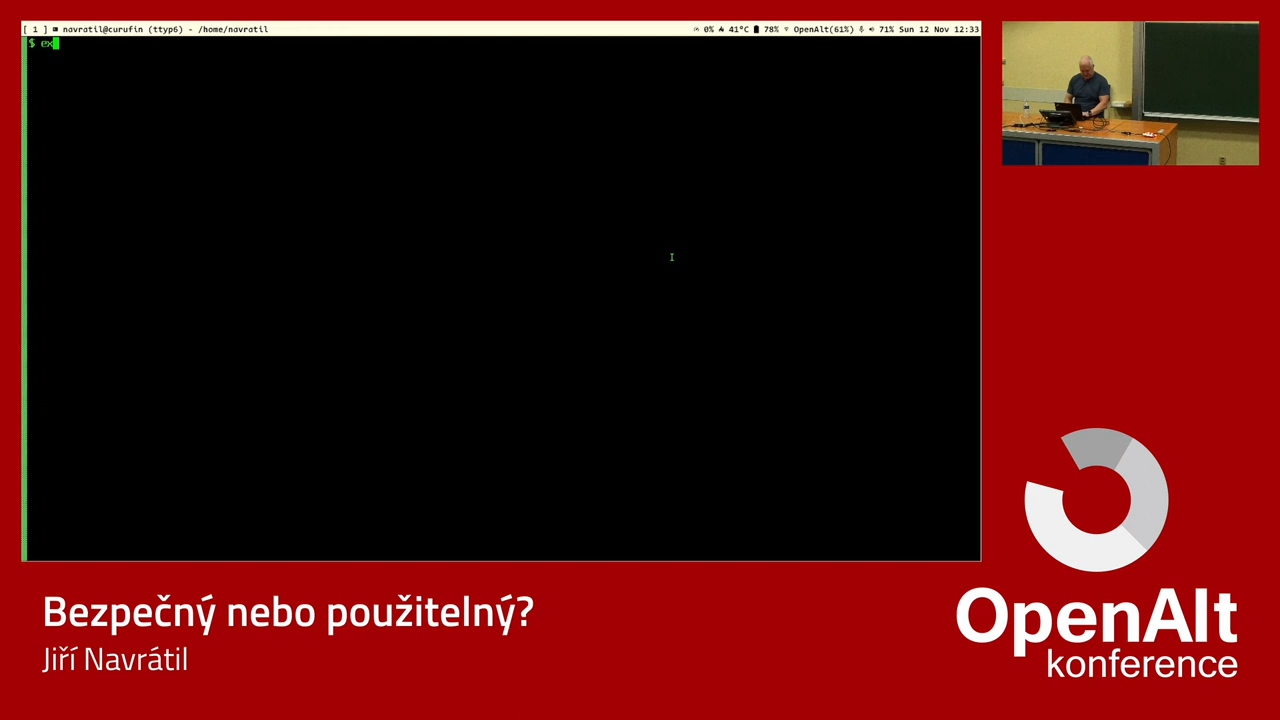 [ 1 ] navratil@curufin (ttyp6) - /home/navratil
0% 41°C 78% OpenAlt(61%) 71% Sun 12 Nov 12:33
$ ex
Bezpečný nebo použitelný?
Jiří Navrátil
OpenAlt
konference